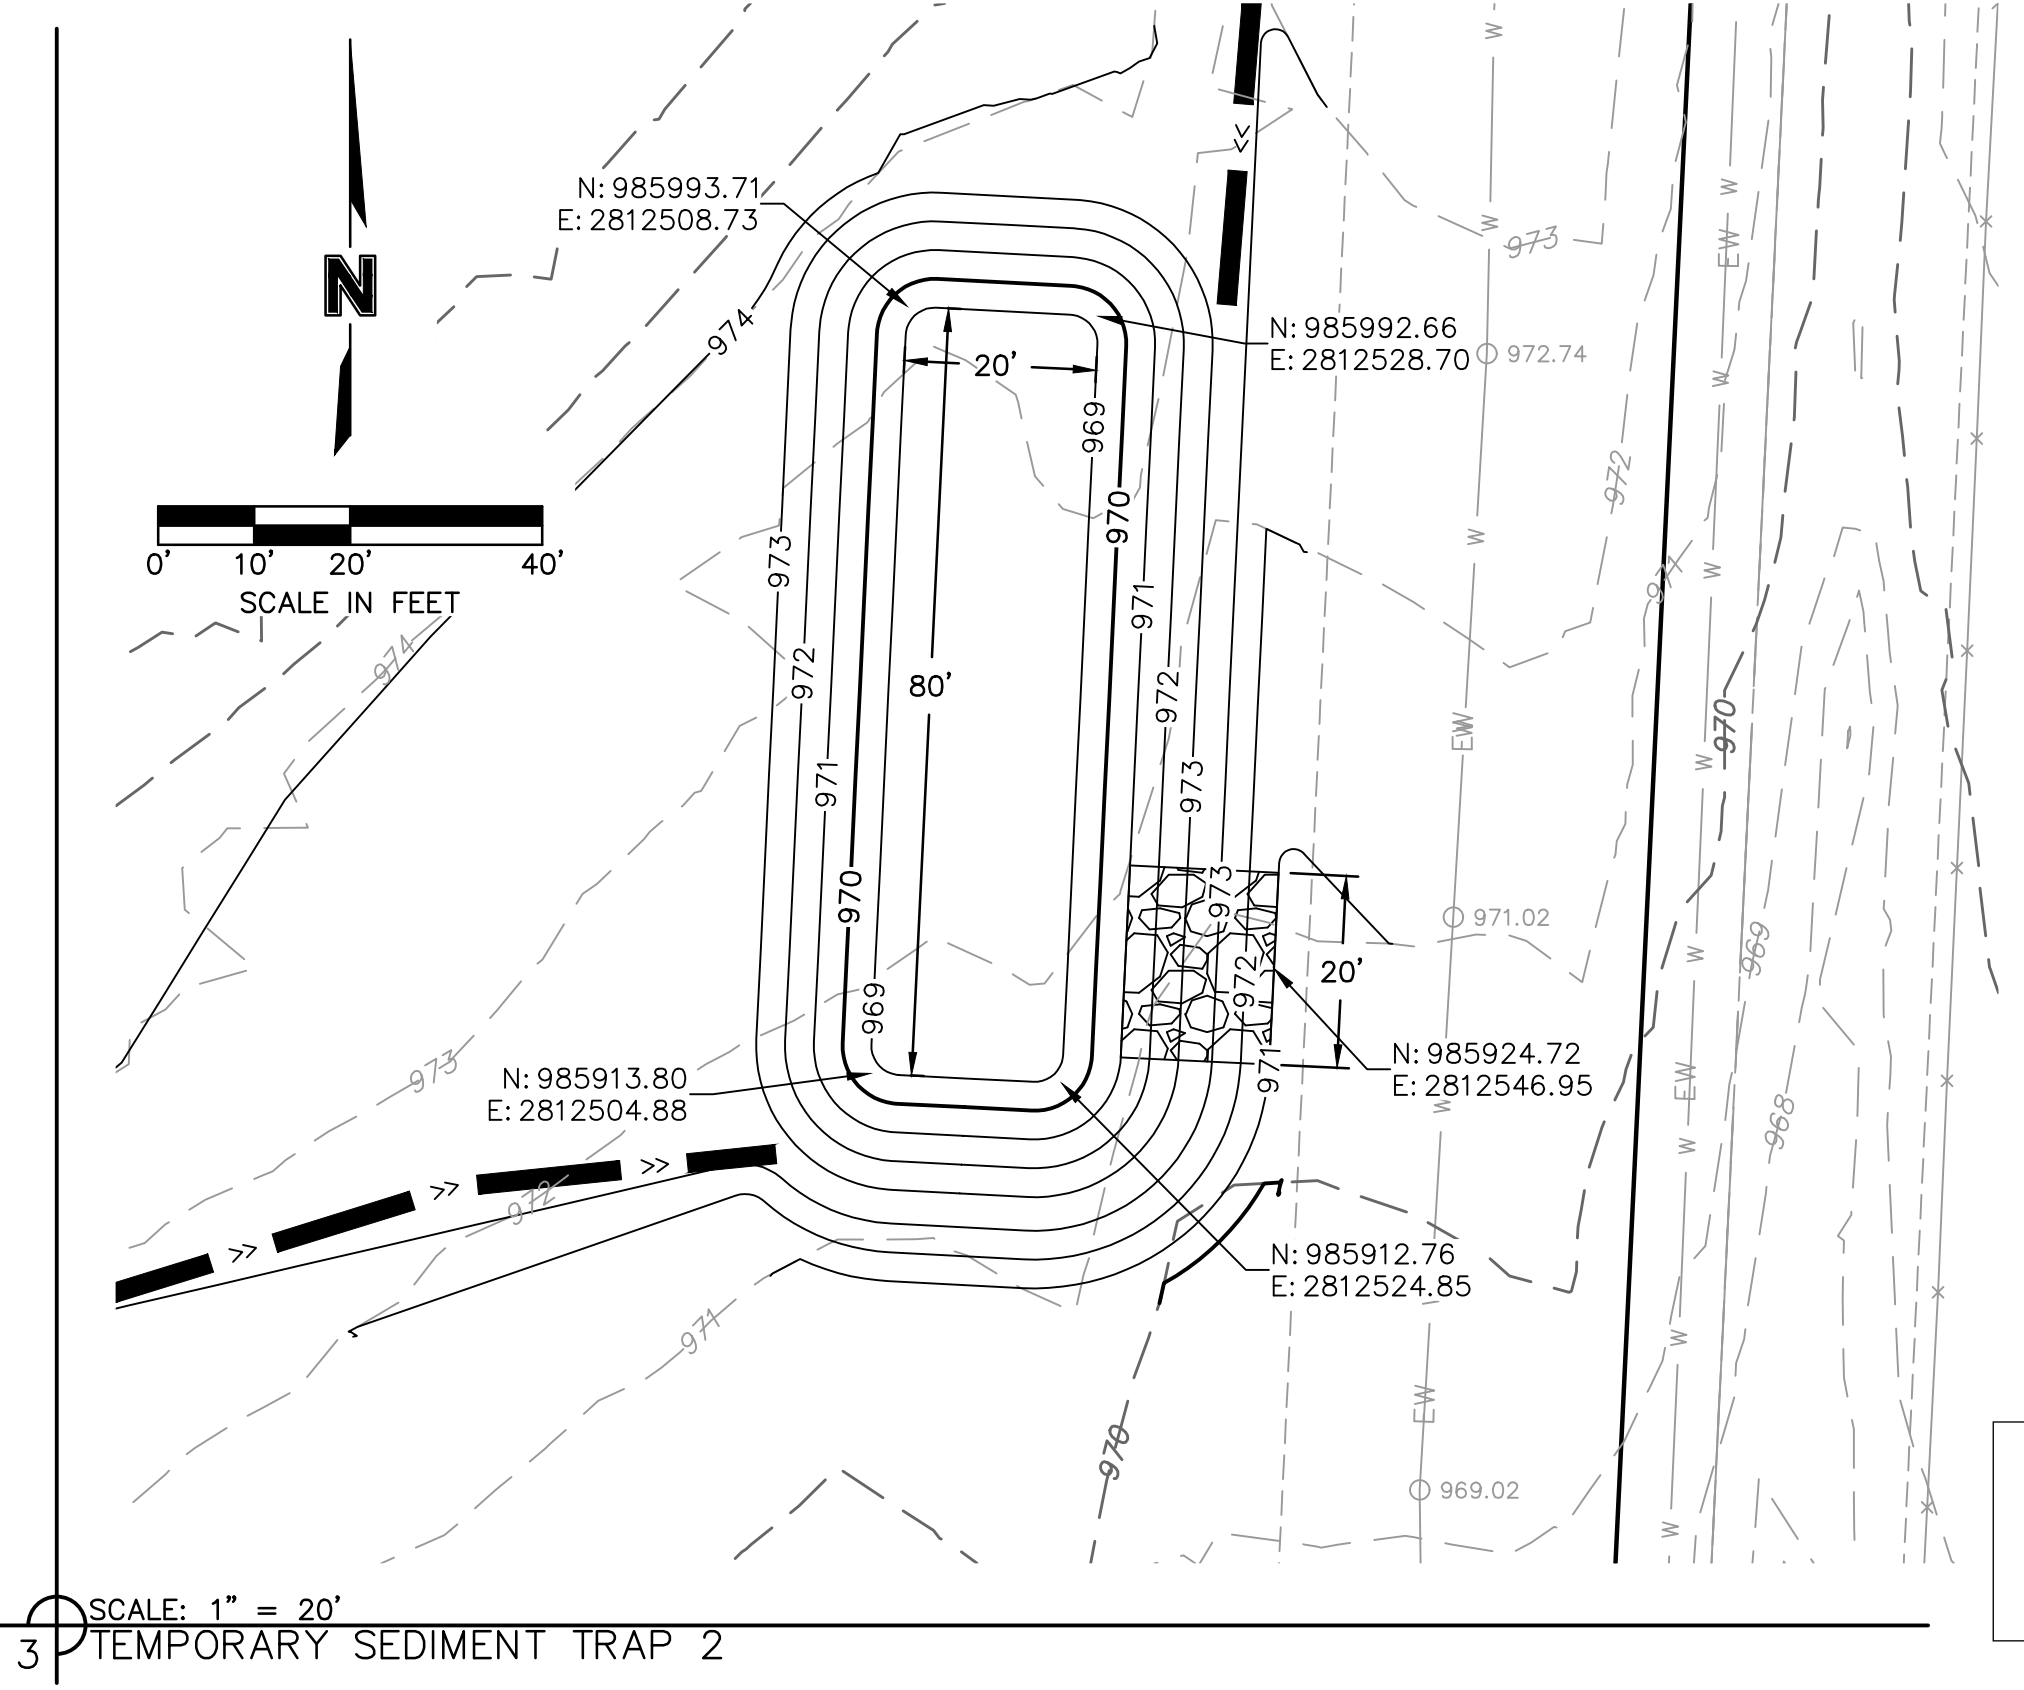 W
N: 985993.71
E: 2812508.73
W
W
EW
973
N
974
N: 985992.66
E: 2812528.70
972.74
20'
W
969
972
970
W
0' 10' 20' 40'
SCALE IN FEET
973
971
W
971
974
972
80'
972
EW
970
W
971
973
970
973
971.02
969
W
972
20'
969
973
N: 985924.72
E: 2812546.95
971
EW
W
968
N: 985913.80
E: 2812504.88
W
972
N: 985912.76
E: 2812524.85
971
W
EW
970
969.02
W
SCALE: 1" = 20'
3
TEMPORARY SEDIMENT TRAP 2